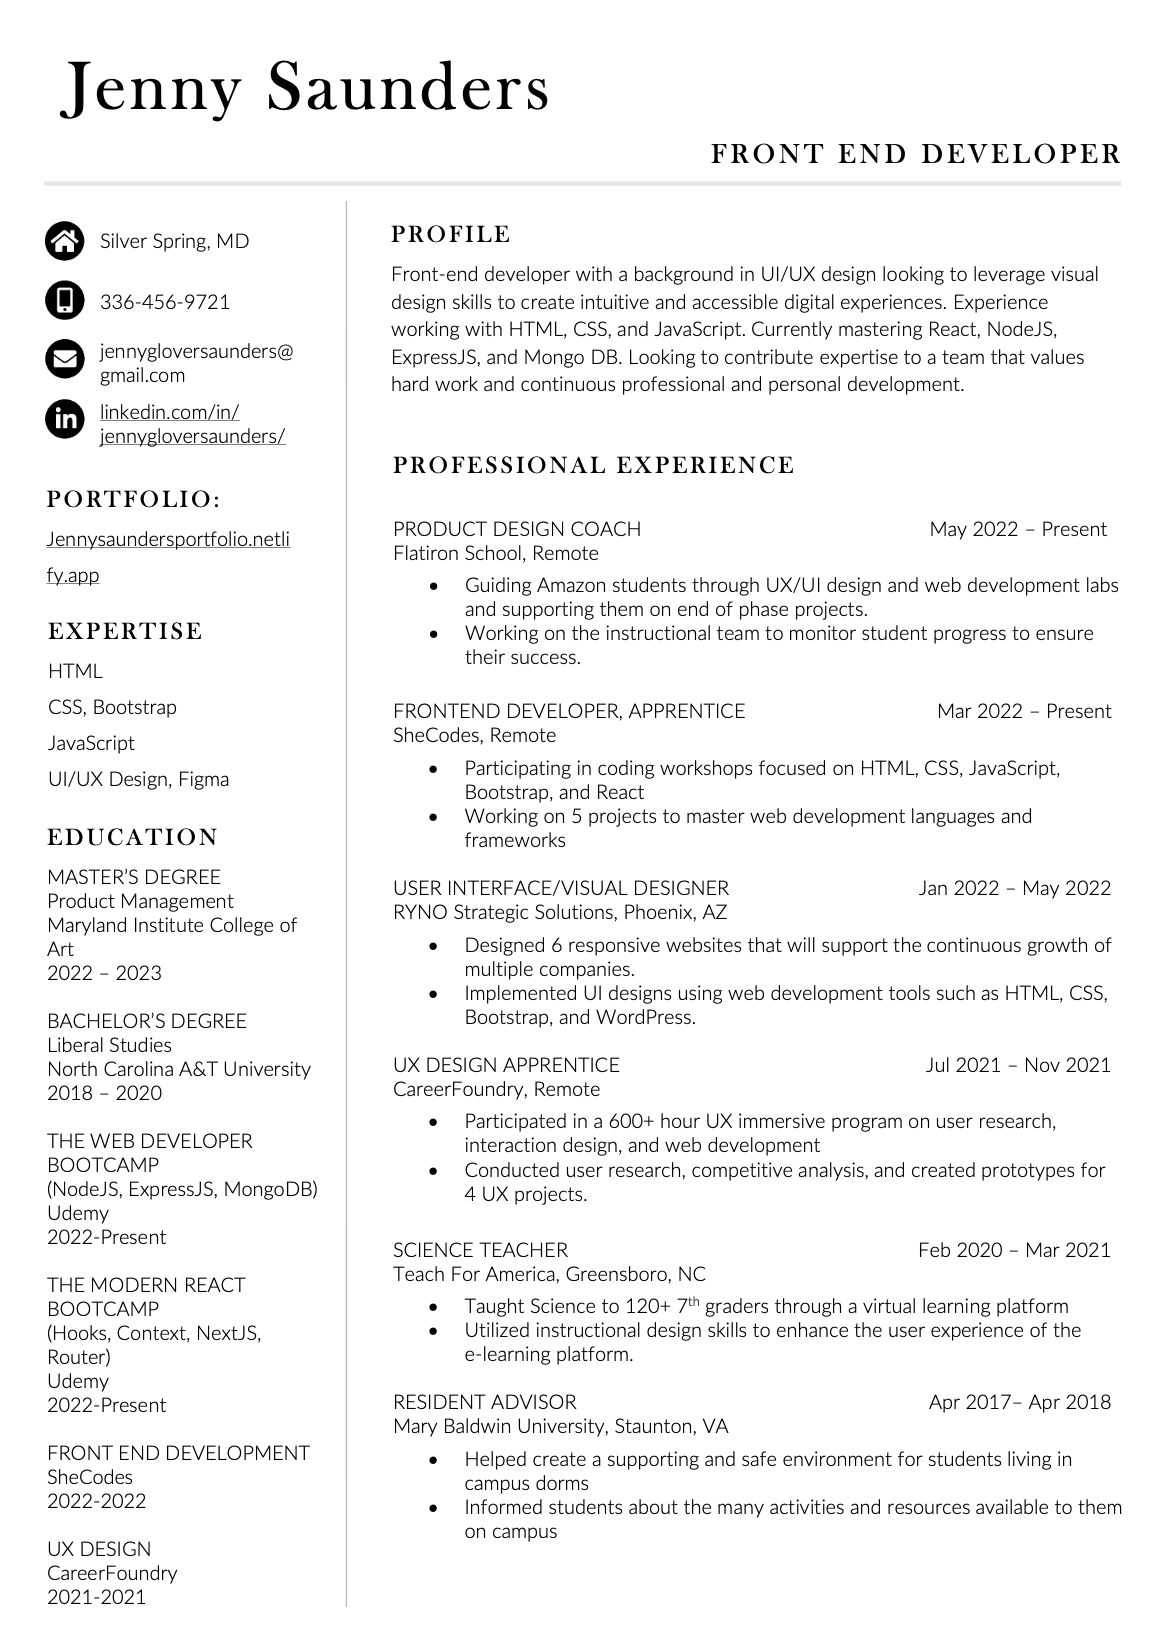 Jenny Saunders
FRONT END DEVELOPER
Silver Spring, MD
336-456-9721
jennygloversaunders@
gmail.com
linkedin.com/in/
jennygloversaunders/
PORTFOLIO:
Jennysaundersportfolio.netli
fy.app
EXPERTISE
HTML
CSS, Bootstrap
JavaScript
UI/UX Design, Figma
EDUCATION
MASTER’S DEGREE
Product Management
Maryland Institute College of
Art
2022 – 2023
BACHELOR’S DEGREE
Liberal Studies
North Carolina A&T University
2018 – 2020
THE WEB DEVELOPER
BOOTCAMP
(NodeJS, ExpressJS, MongoDB)
Udemy
2022-Present
THE MODERN REACT
BOOTCAMP
(Hooks, Context, NextJS,
Router)
Udemy
2022-Present
FRONT END DEVELOPMENT
SheCodes
2022-2022
UX DESIGN
CareerFoundry
2021-2021
PROFILE
Front-end developer with a background in UI/UX design looking to leverage visual
design skills to create intuitive and accessible digital experiences. Experience
working with HTML, CSS, and JavaScript. Currently mastering React, NodeJS,
ExpressJS, and Mongo DB. Looking to contribute expertise to a team that values
hard work and continuous professional and personal development.
PROFESSIONAL EXPERIENCE
PRODUCT DESIGN COACH May 2022 – Present
Flatiron School, Remote
• Guiding Amazon students through UX/UI design and web development labs
and supporting them on end of phase projects.
• Working on the instructional team to monitor student progress to ensure
their success.
FRONTEND DEVELOPER, APPRENTICE Mar 2022 – Present
SheCodes, Remote
• Participating in coding workshops focused on HTML, CSS, JavaScript,
Bootstrap, and React
• Working on 5 projects to master web development languages and
frameworks
USER INTERFACE/VISUAL DESIGNER Jan 2022 – May 2022
RYNO Strategic Solutions, Phoenix, AZ
• Designed 6 responsive websites that will support the continuous growth of
multiple companies.
• Implemented UI designs using web development tools such as HTML, CSS,
Bootstrap, and WordPress.
UX DESIGN APPRENTICE Jul 2021 – Nov 2021
CareerFoundry, Remote
• Participated in a 600+ hour UX immersive program on user research,
interaction design, and web development
• Conducted user research, competitive analysis, and created prototypes for
4 UX projects.
SCIENCE TEACHER Feb 2020 – Mar 2021
Teach For America, Greensboro, NC
• Taught Science to 120+ 7th graders through a virtual learning platform
• Utilized instructional design skills to enhance the user experience of the
e-learning platform.
RESIDENT ADVISOR Apr 2017– Apr 2018
Mary Baldwin University, Staunton, VA
• Helped create a supporting and safe environment for students living in
campus dorms
• Informed students about the many activities and resources available to them
on campus